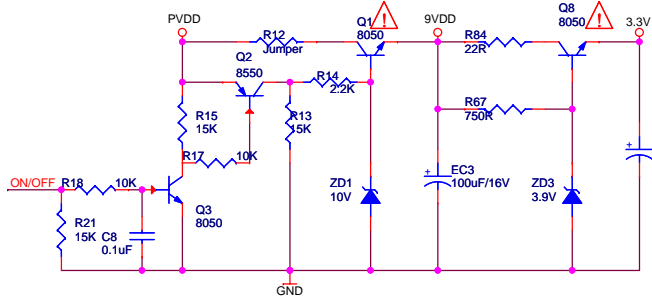 PVDD
R12
Jumper
Q1
8050
9VDD
R84
22R
Q8
8050
3.3V
Q2
8550
R14
2.2K
R15
15K
R13
15K
R67
750R
R17
10K
ON/OFF
R18
10K
EC3
100uF/16V
ZD1
10V
ZD3
3.9V
Q3
8050
R21
15K
C8
0.1uF
GND